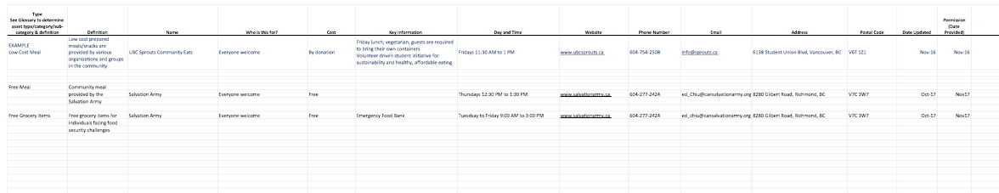 Type
See Glossary to determine
asset type/category/sub-
category & definition
Definition
Name
Who is this for?
Cost
Key Information
Day and Time
Website
Phone Number
Email
Address
Postal Code
Date Updated
Permission
(Date
Provided)
EXAMPLE
Low Cost Meal
Low cost prepared
meals/snacks are
provided by various
organizations and groups
in the community
UBC Sprouts Community Eats
Everyone welcome
By donation
Friday lunch; vegetarian, guests are required
to bring their own containers
Volunteer driven student initiative for
sustainability and healthy, affordable eating
Fridays 11:30 AM to 1 PM
www.ubcsprouts.ca
604-754-2508
info@sprouts.ca
6138 Student Union Blvd, Vancouver, BC
V6T 1Z1
Nov-16
Nov-16
Free Meal
Community meal
provided by the
Salvation Army
Salvation Army
Everyone welcome
Free
Thursdays 12:30 PM to 1:30 PM
www.salvationarmy.ca
604-277-2424
ed_Chiu@cansalvationarmy.org
8280 Gilbert Road, Richmond, BC
V7C 3W7
Oct-17
Nov17
Free Grocery Items
Free grocery items for
individuals facing food
security challenges
Salvation Army
Everyone welcome
Free
Emergency Food Bank
Tuesdsay to Friday 9:00 AM to 3:00 PM
www.salvationarmy.ca
604-277-2424
ed_chiu@cansalvationarmy.org
8280 Gilbert Road, Richmond, BC
V7C 3W7
Oct-17
Nov17